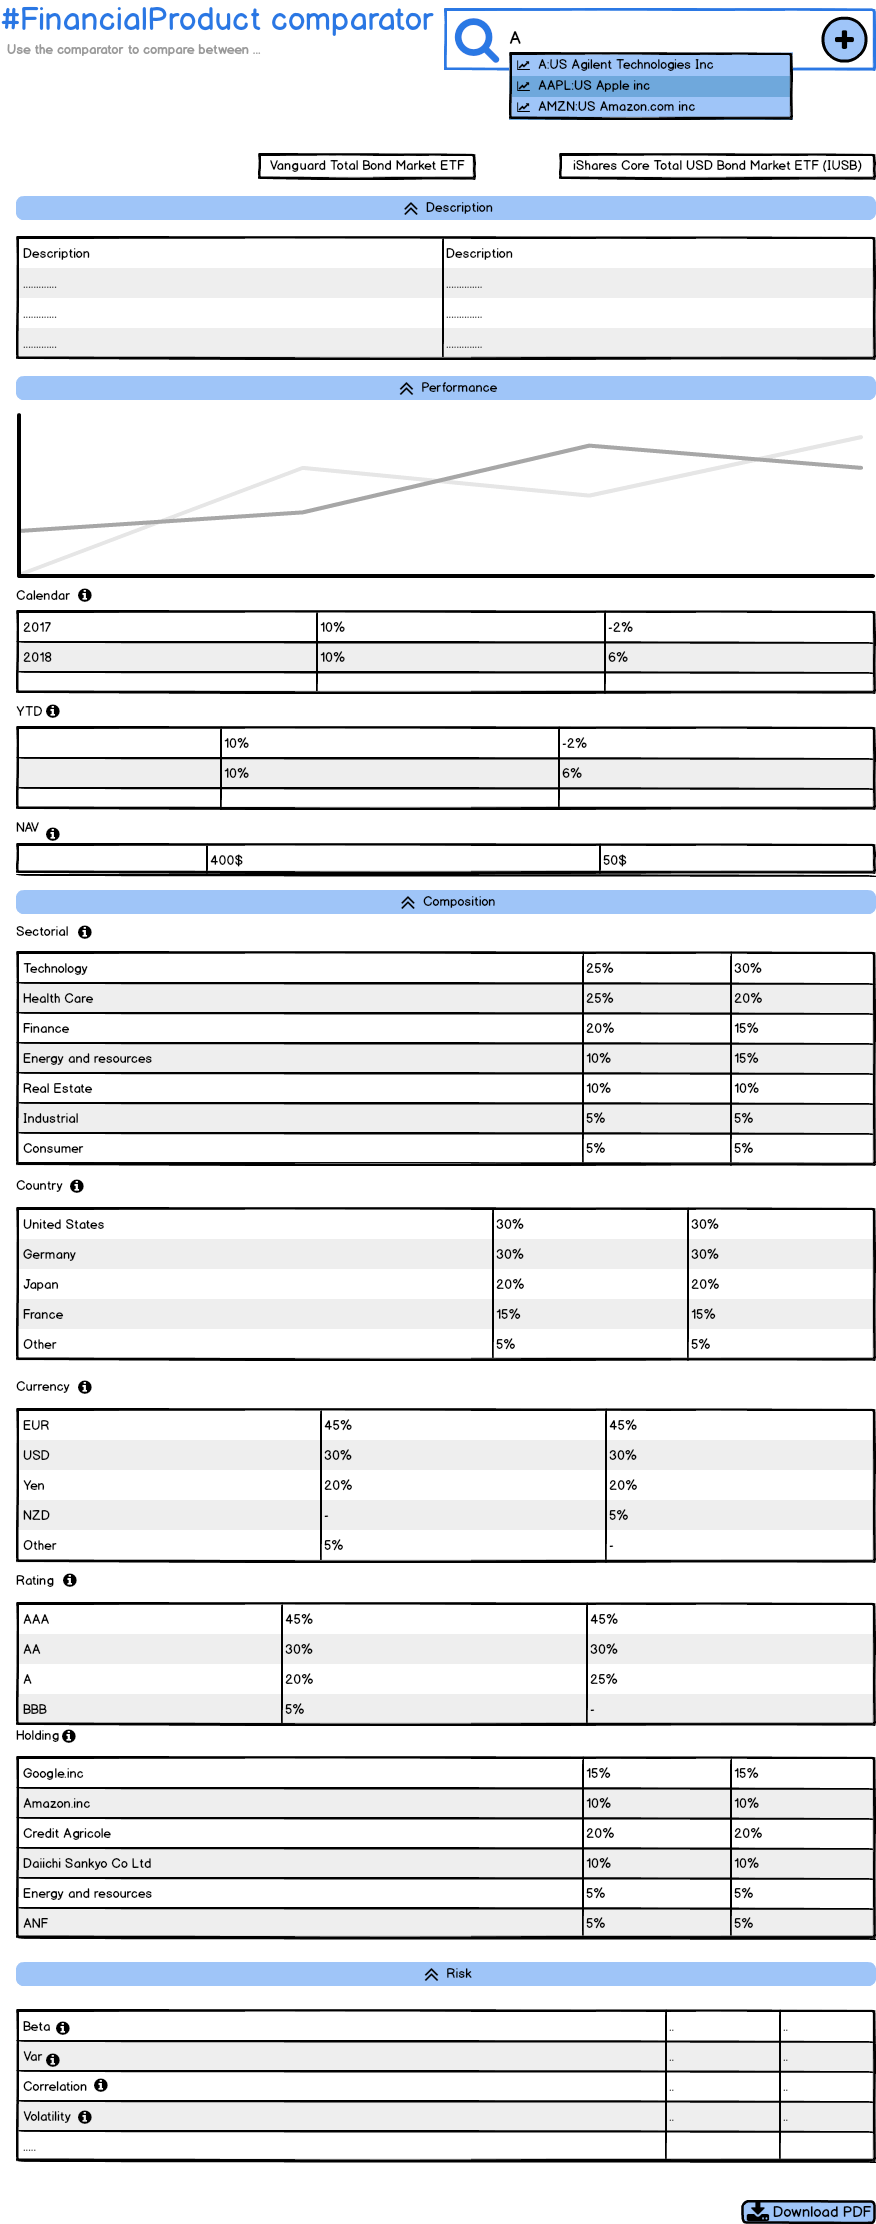 #FinancialProduct comparator
Use the comparator to compare between ...
A
A:US Agilent Technologies Inc
AAPL:US Apple inc
AMZN:US Amazon.com inc
Vanguard Total Bond Market ETF iShares Core Total USD Bond Market ETF (IUSB)
Description
Description Description
.............. ..............
.............. ..............
.............. ..............
Performance
Calendar
2017 10% -2%
2018 10% 6%
YTD
10% -2%
10% 6%
NAV
400$ 50$
Composition
Sectorial
Technology 25% 30%
Health Care 25% 20%
Finance 20% 15%
Energy and resources 10% 15%
Real Estate 10% 10%
Industrial 5% 5%
Consumer 5% 5%
Country
United States 30% 30%
Germany 30% 30%
Japan 20% 20%
France 15% 15%
Other 5% 5%
Currency
EUR 45% 45%
USD 30% 30%
Yen 20% 20%
NZD - 5%
Other 5% -
Rating
AAA 45% 45%
AA 30% 30%
A 20% 25%
BBB 5% -
Holding
Google.inc 15% 15%
Amazon.inc 10% 10%
Credit Agricole 20% 20%
Daiichi Sankyo Co Ltd 10% 10%
Energy and resources 5% 5%
ANF 5% 5%
Risk
Beta .. ..
Var .. ..
Correlation .. ..
Volatility .. ..
.....
Download PDF